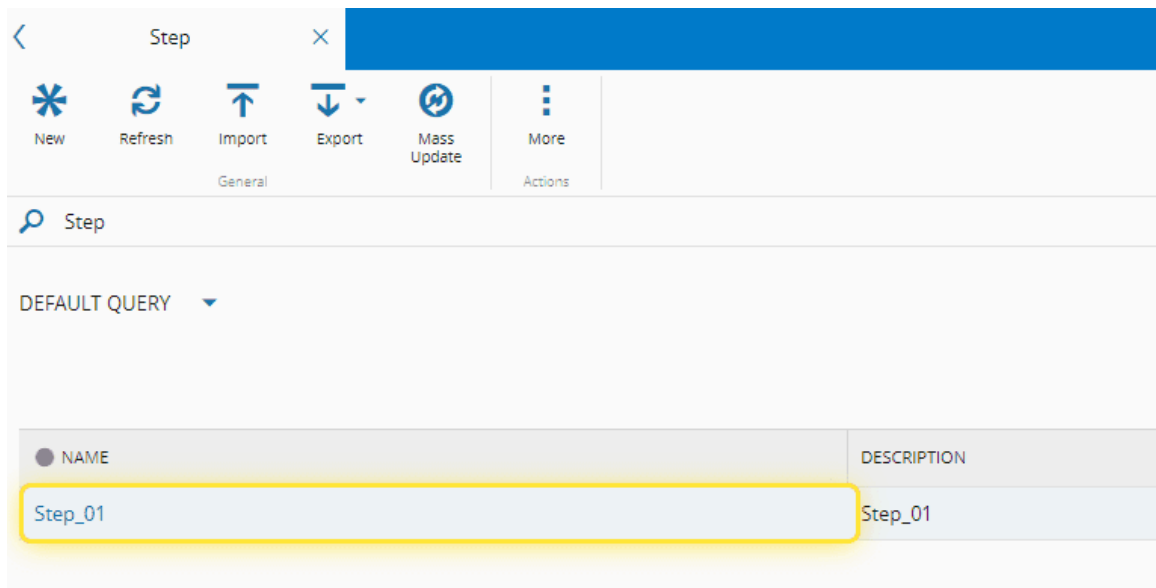 Step
New Refresh Import Export Mass Update More
General Actions
Step
DEFAULT QUERY
NAME DESCRIPTION
Step_01 Step_01